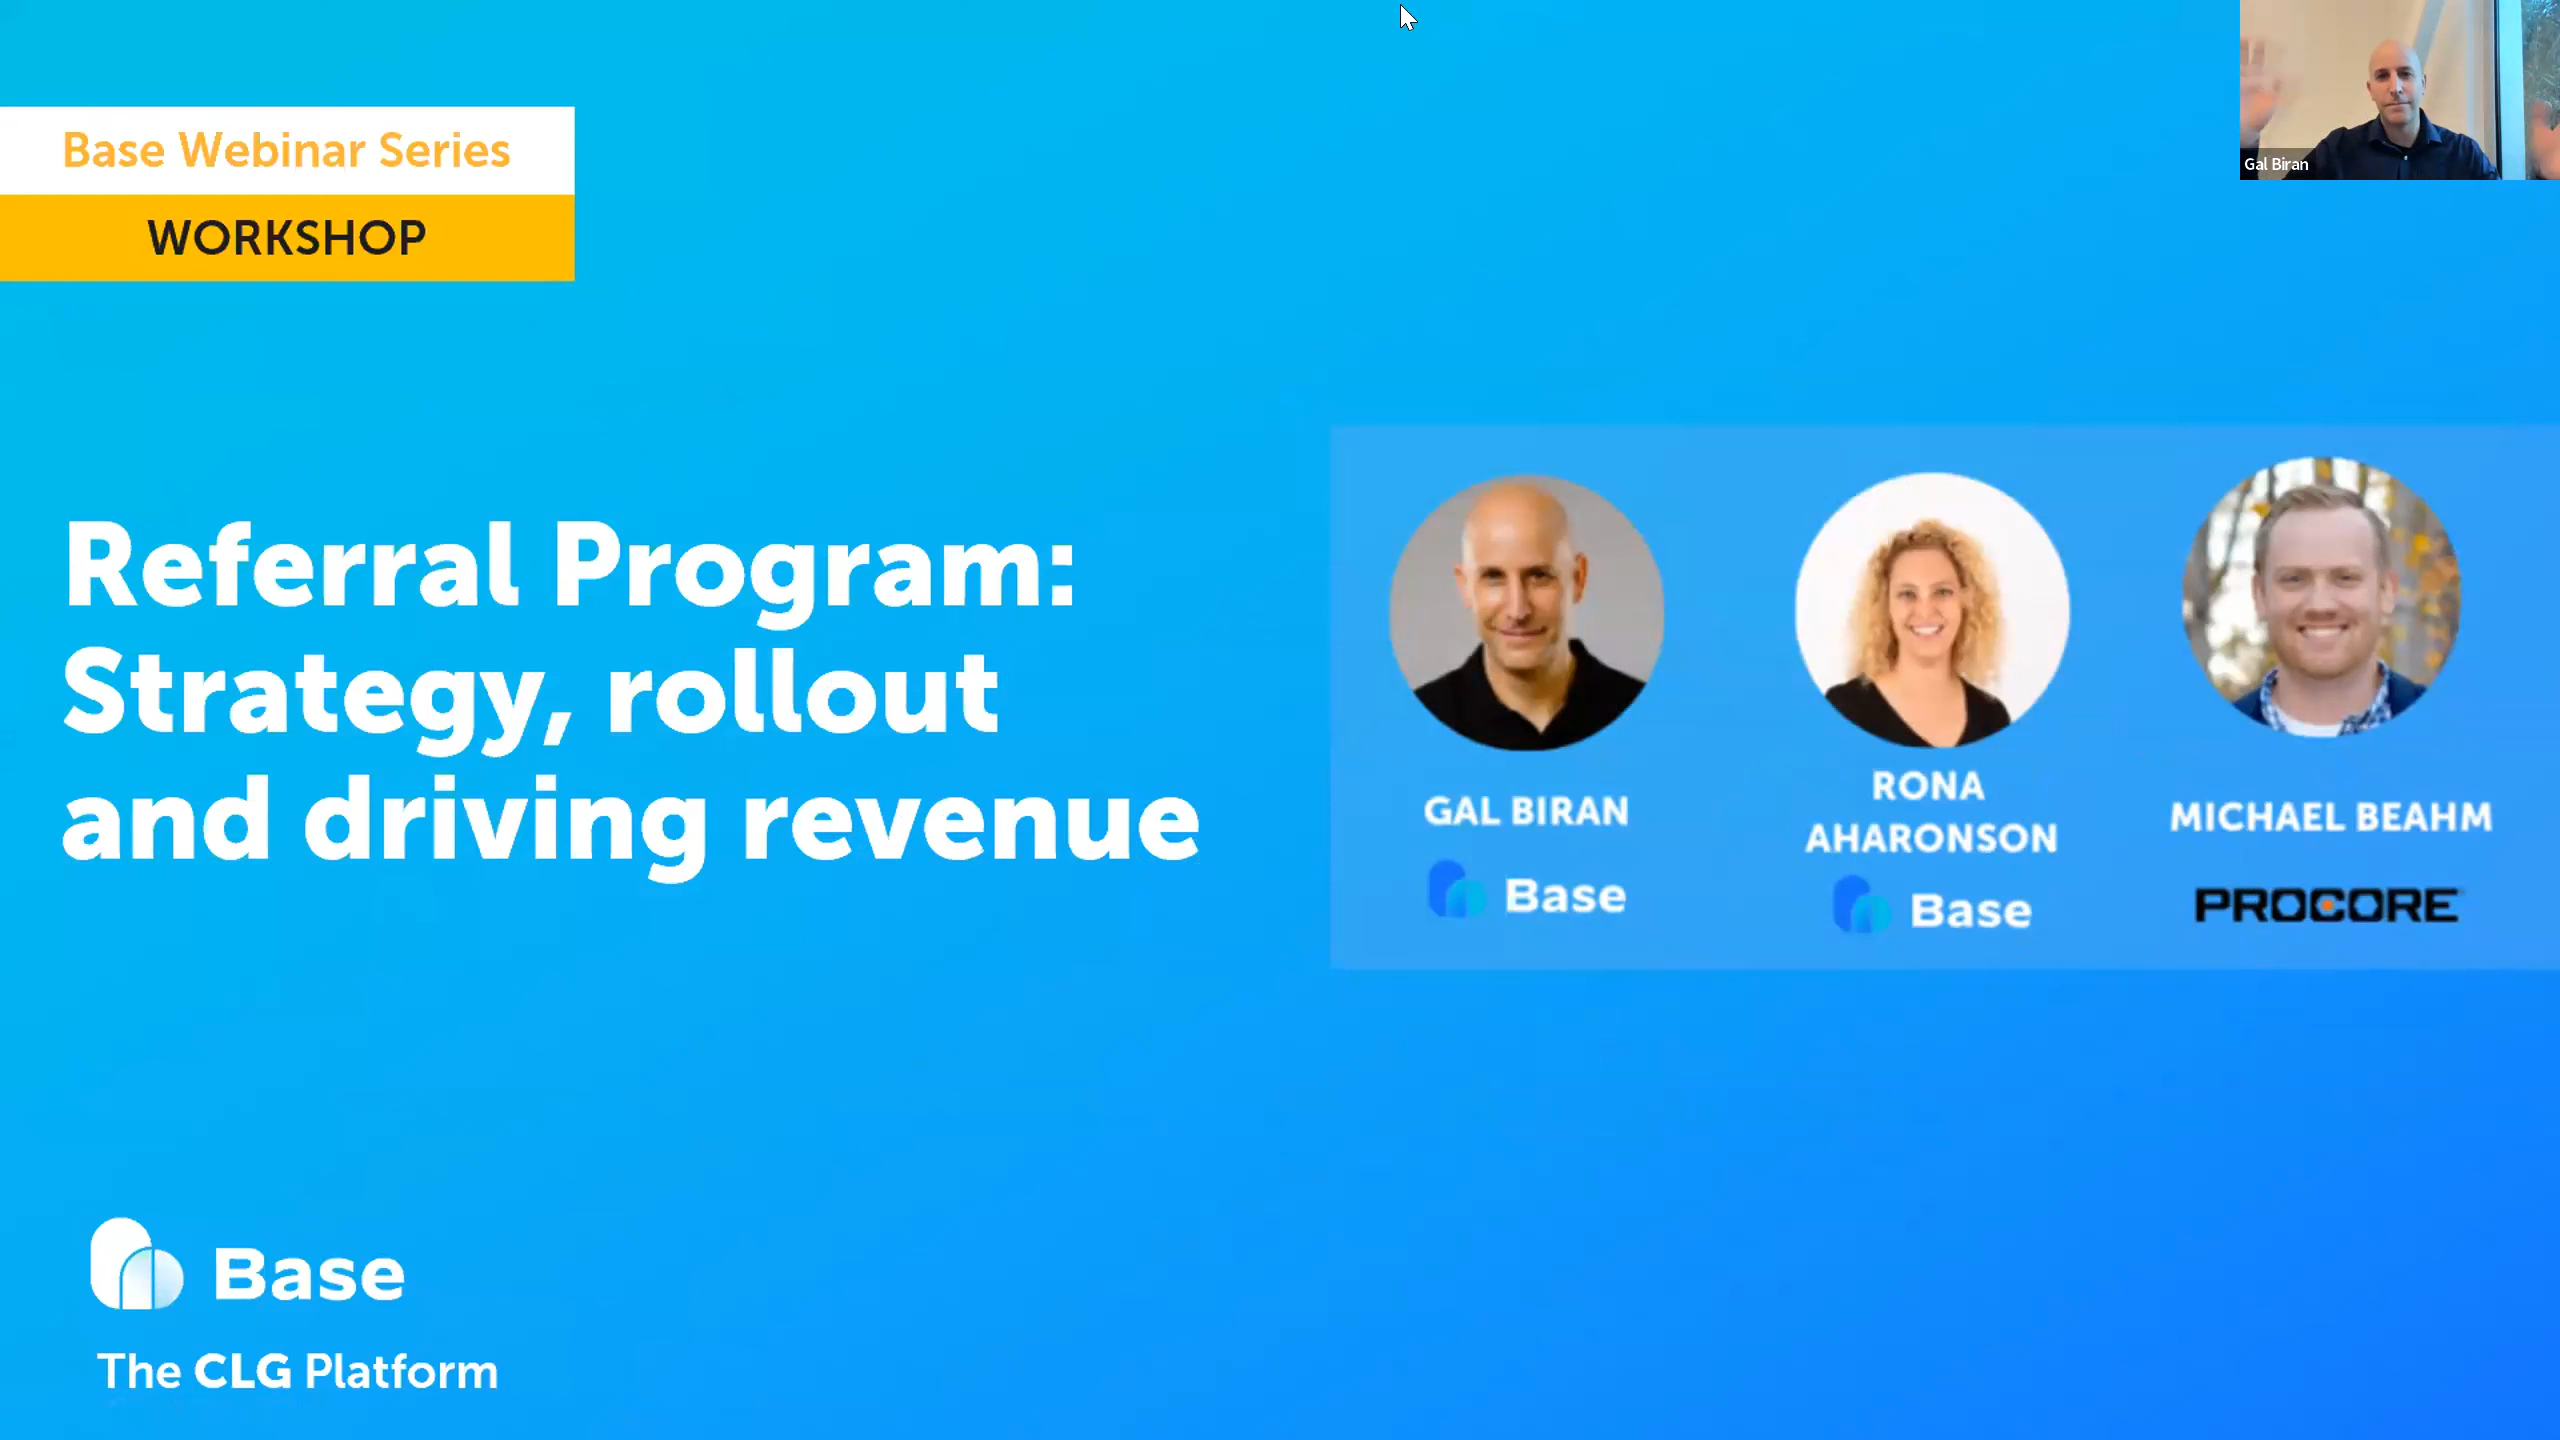 Base Webinar Series
WORKSHOP
Gal Biran
Referral Program:
Strategy, rollout
and driving revenue
GAL BIRAN
Base
RONA
AHARONSON
Base
MICHAEL BEAHM
PROCORE
Base
The CLG Platform